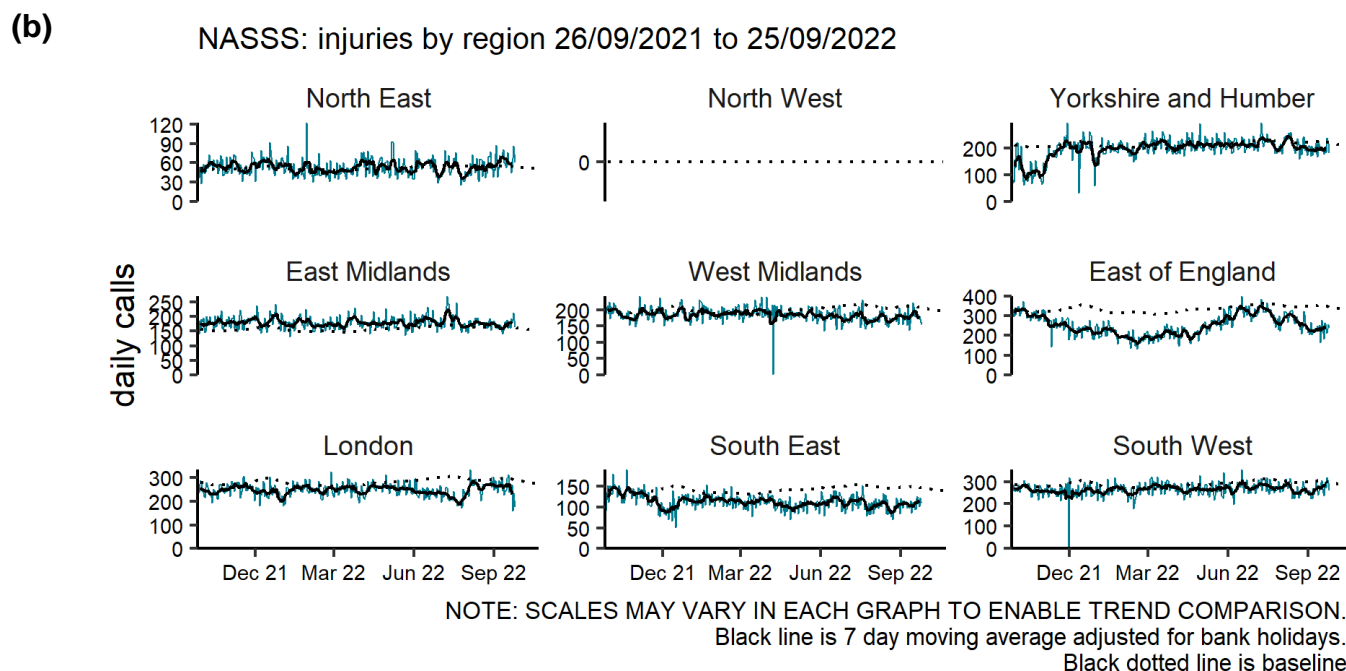 (b)
NASSS: injuries by region 26/09/2021 to 25/09/2022
North East
North West
Yorkshire and Humber
120
90
60
30
0
0
200
100
0
daily calls
East Midlands
West Midlands
East of England
250
200
150
100
50
0
200
150
100
50
0
400
300
200
100
0
London
South East
South West
300
200
100
0
150
100
50
0
300
200
100
0
Dec 21 Mar 22 Jun 22 Sep 22
Dec 21 Mar 22 Jun 22 Sep 22
Dec 21 Mar 22 Jun 22 Sep 22
NOTE: SCALES MAY VARY IN EACH GRAPH TO ENABLE TREND COMPARISON.
Black line is 7 day moving average adjusted for bank holidays.
Black dotted line is baseline